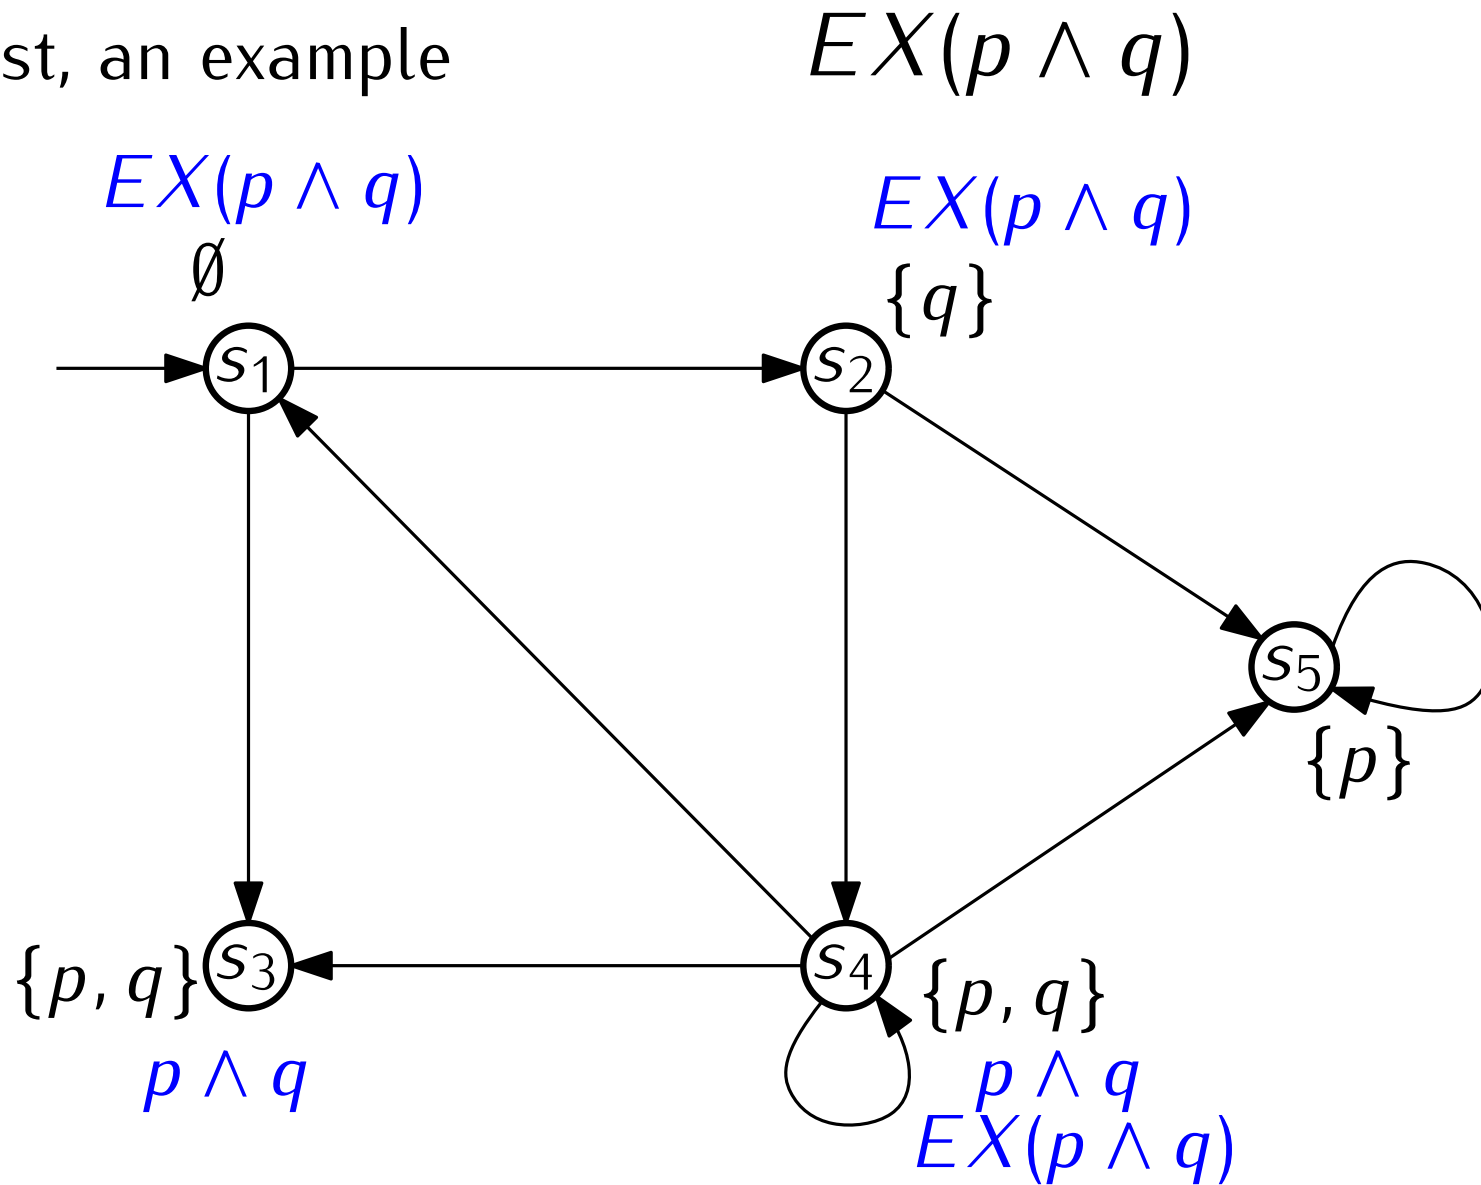 st, an example
EX(p ∧ q)
EX(p ∧ q)
EX(p ∧ q)
∅
{q}
s₁
s₂
s₅
{p}
{p, q}
s₃
s₄
{p, q}
p ∧ q
p ∧ q
EX(p ∧ q)